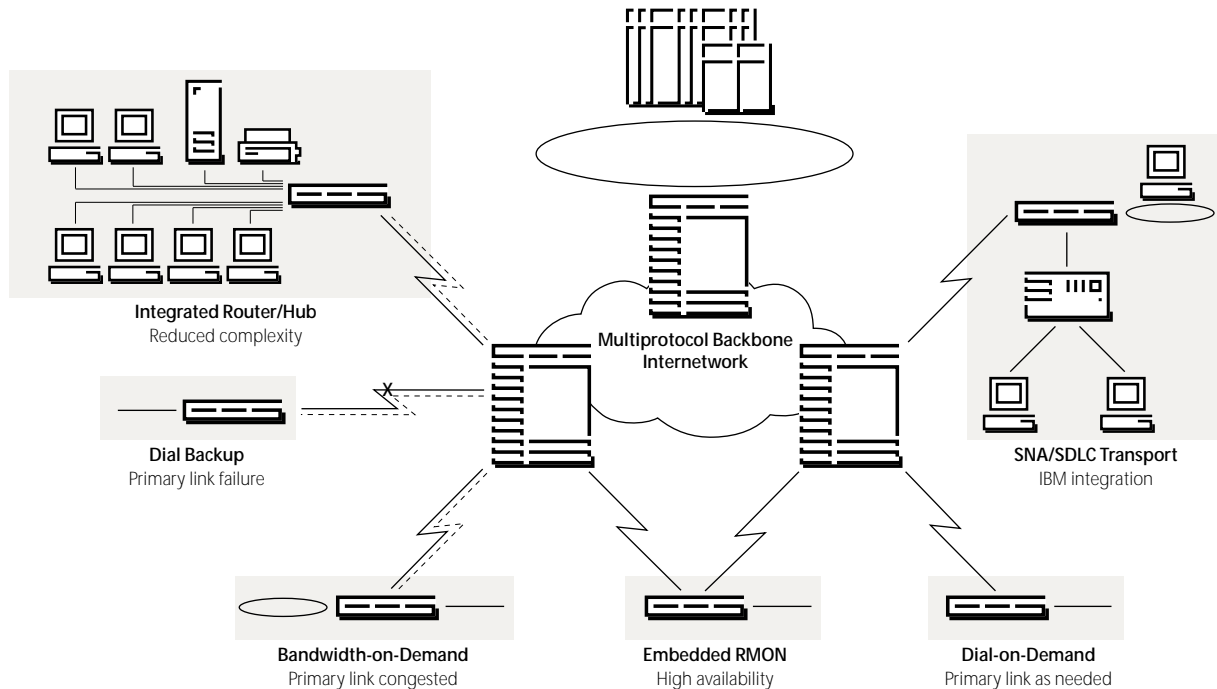 Multiprotocol Backbone
Internetwork
Integrated Router/Hub
Reduced complexity
X
Dial Backup
Primary link failure
SNA/SDLC Transport
IBM integration
Bandwidth-on-Demand
Primary link congested
Embedded RMON
High availability
Dial-on-Demand
Primary link as needed